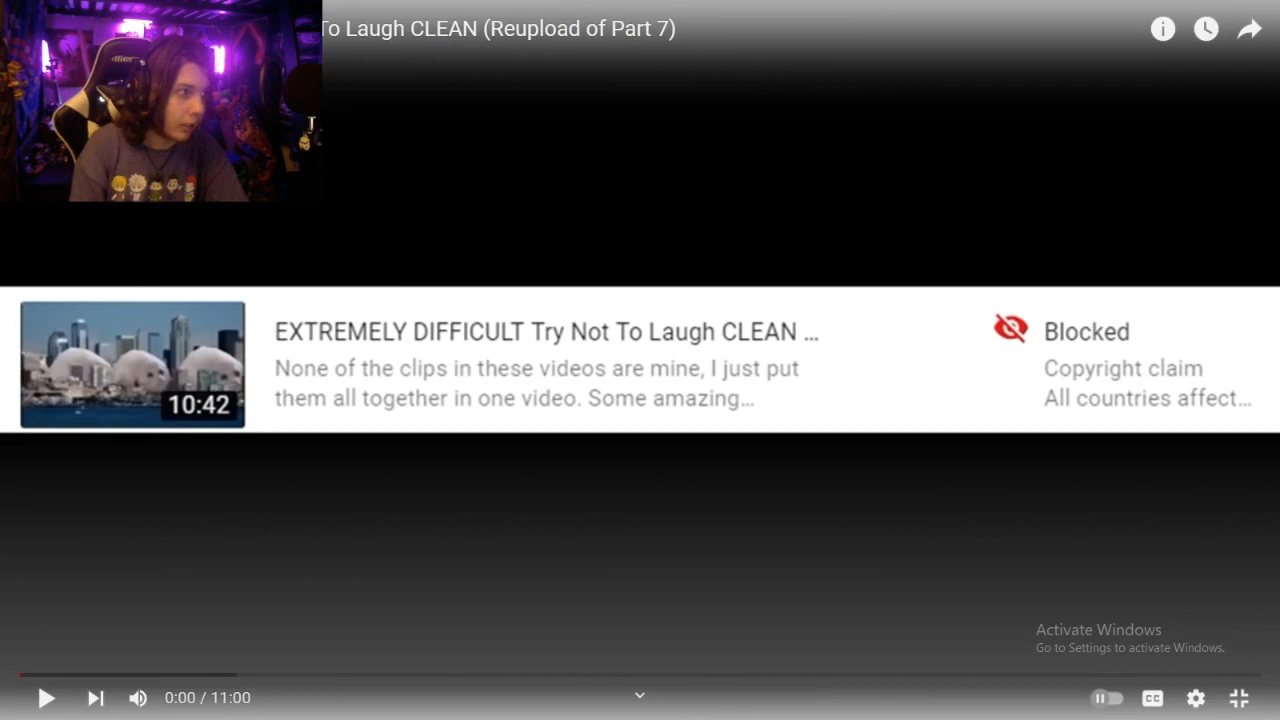 To Laugh CLEAN (Reupload of Part 7)
EXTREMELY DIFFICULT Try Not To Laugh CLEAN ...
None of the clips in these videos are mine, I just put
them all together in one video. Some amazing...
10:42
Blocked
Copyright claim
All countries affect...
Activate Windows
Go to Settings to activate Windows.
0:00 / 11:00
CC